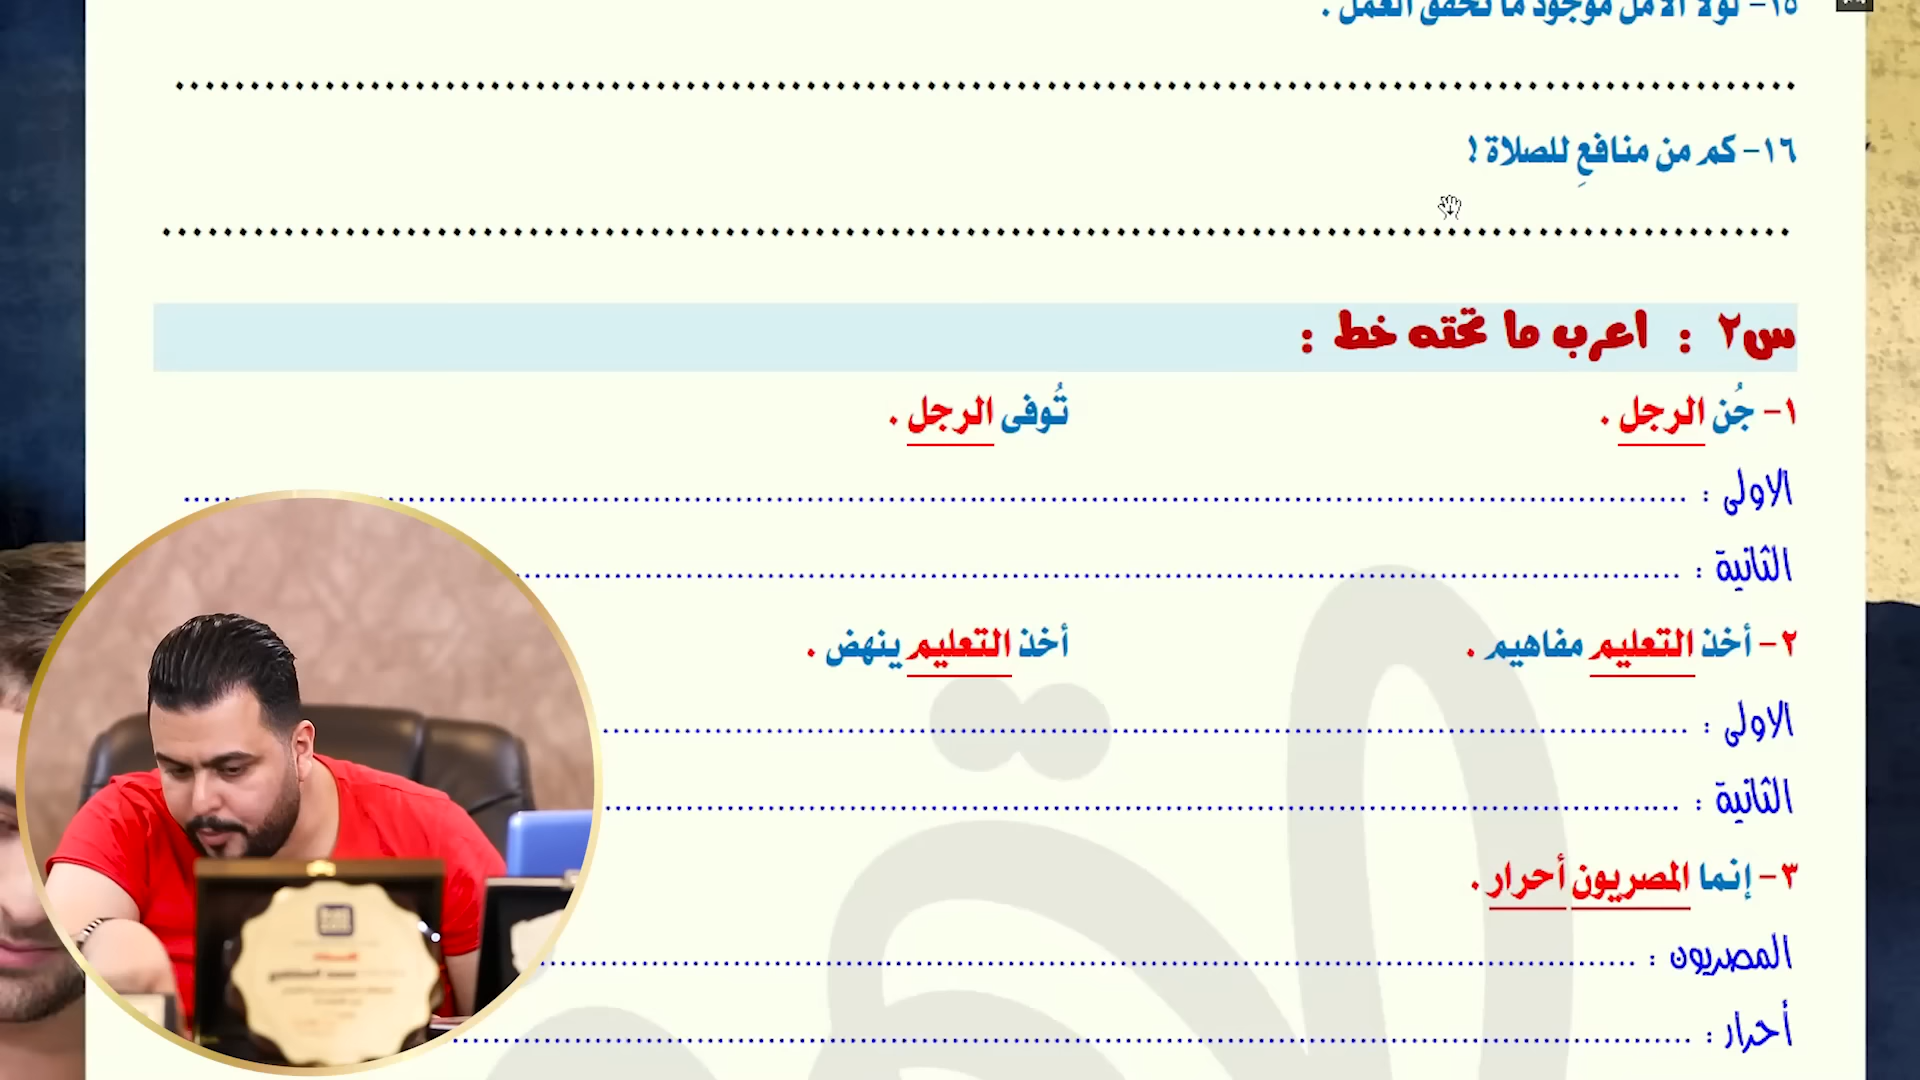 ١٥- لولا الأمل موجود ما تحقق العمل .
١٦- كم من منافعِ للصلاة !
س٢ : اعرب ما تحته خط :
١- جُن الرجل . تُوفى الرجل .
الاولى :
الثانية :
٢- أخذ التعليم مفاهيم . أخذ التعليم ينهض .
الاولى :
الثانية :
٣- إنما المصريون أحرار .
المصريون :
أحرار :